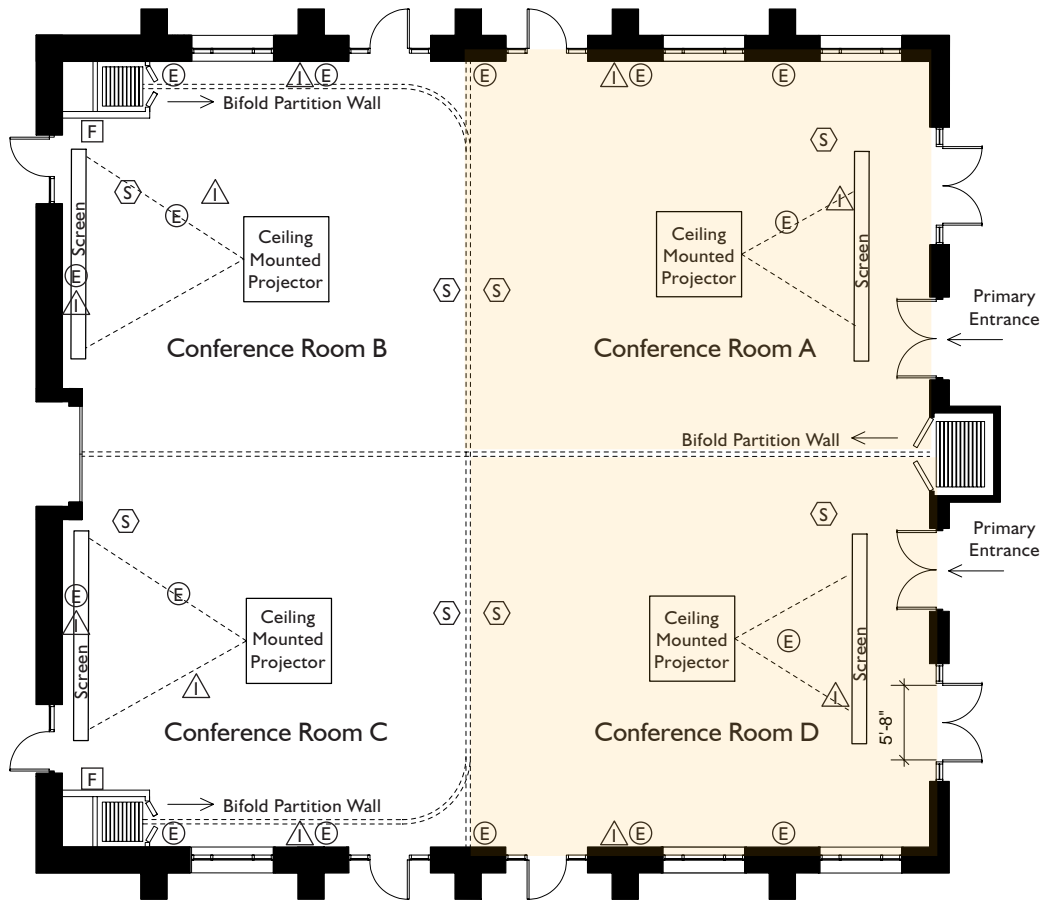 E
I
E
E
I
E
E
Bifold Partition Wall
F
S
S
I
E
I
E
Screen
Ceiling
Mounted
Projector
Ceiling
Mounted
Projector
Screen
E
I
S
S
Primary
Entrance
Conference Room B
Conference Room A
Bifold Partition Wall
S
S
Primary
Entrance
E
I
E
Screen
Ceiling
Mounted
Projector
S
S
Ceiling
Mounted
Projector
E
Screen
I
I
5'-8"
Conference Room C
Conference Room D
F
Bifold Partition Wall
E
I
E
E
I
E
E